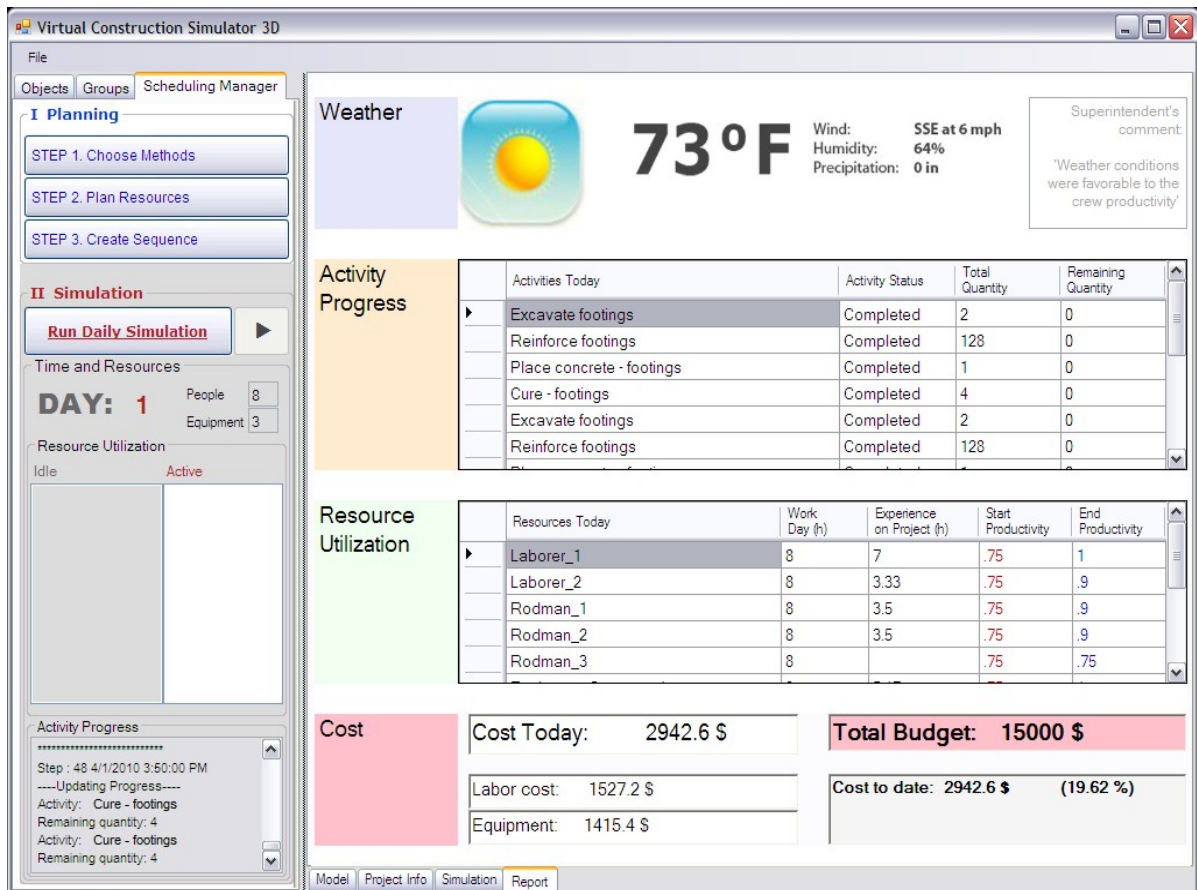 Virtual Construction Simulator 3D
File
Objects Groups Scheduling Manager
I Planning
STEP 1. Choose Methods
STEP 2. Plan Resources
STEP 3. Create Sequence
II Simulation
Run Daily Simulation
Time and Resources
DAY: 1
People 8
Equipment 3
Resource Utilization
Idle Active
Activity Progress
****************************
Step : 48 4/1/2010 3:50:00 PM
----Updating Progress----
Activity: Cure - footings
Remaining quantity: 4
Activity: Cure - footings
Remaining quantity: 4
Weather
73°F
Wind: SSE at 6 mph
Humidity: 64%
Precipitation: 0 in
Superintendent's
comment:
'Weather conditions
were favorable to the
crew productivity'
Activity
Progress
Activities Today Activity Status Total Quantity Remaining Quantity
Excavate footings Completed 2 0
Reinforce footings Completed 128 0
Place concrete - footings Completed 1 0
Cure - footings Completed 4 0
Excavate footings Completed 2 0
Reinforce footings Completed 128 0
Resource
Utilization
Resources Today Work Day (h) Experience on Project (h) Start Productivity End Productivity
Laborer_1 8 7 .75 1
Laborer_2 8 3.33 .75 .9
Rodman_1 8 3.5 .75 .9
Rodman_2 8 3.5 .75 .9
Rodman_3 8 .75 .75
Cost
Cost Today: 2942.6 $
Labor cost: 1527.2 $
Equipment: 1415.4 $
Total Budget: 15000 $
Cost to date: 2942.6 $ (19.62 %)
Model Project Info Simulation Report